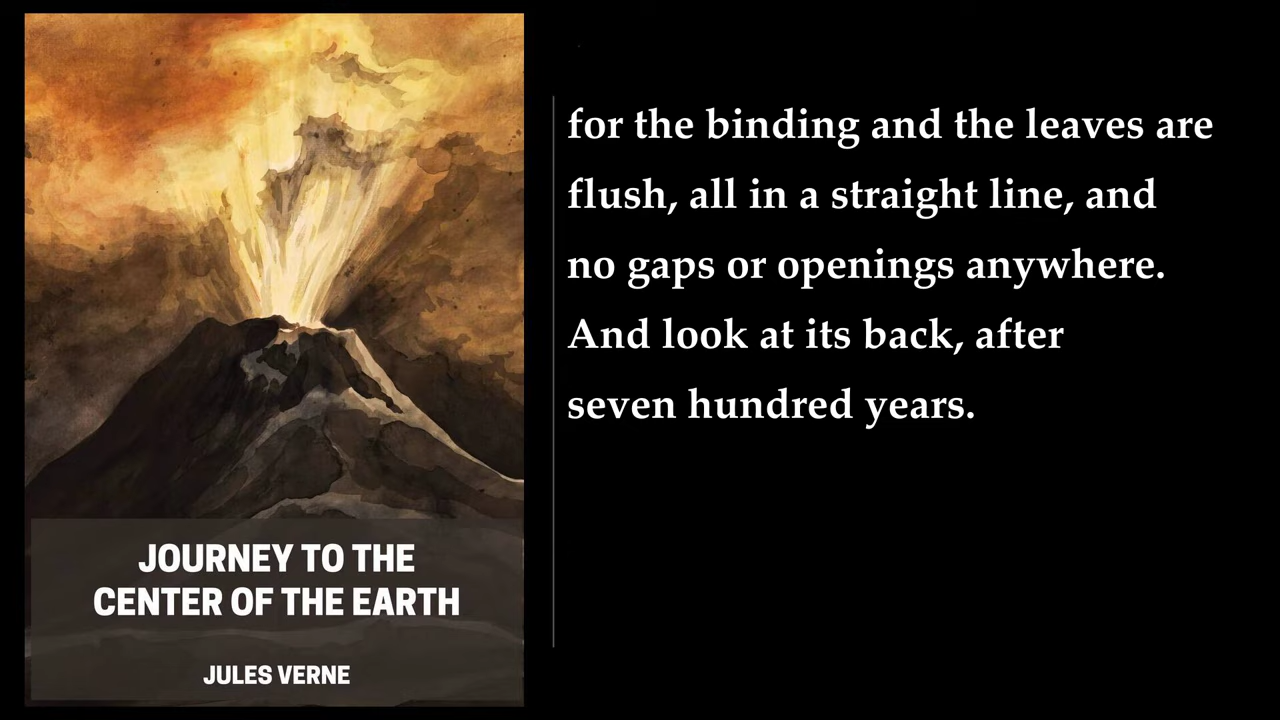 for the binding and the leaves are
flush, all in a straight line, and
no gaps or openings anywhere.
And look at its back, after
seven hundred years.
JOURNEY TO THE
CENTER OF THE EARTH
JULES VERNE